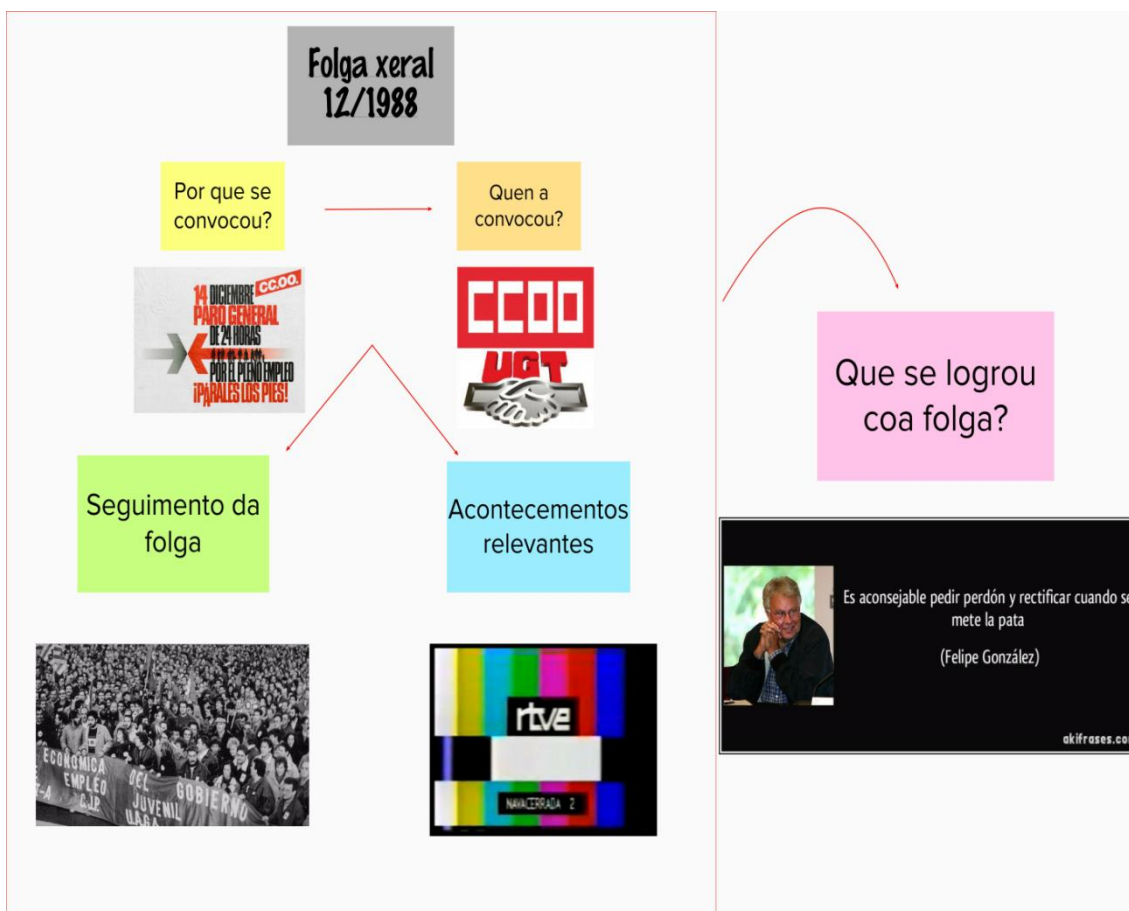 Folga xeral
12/1988
Por que se
convocou?
Quen a
convocou?
14 DICIEMBRE
CC.OO.
PARO GENERAL
DE 24 HORAS
POR EL PLENO EMPLEO
¡PÁRALES LOS PIES!
CCOO
UGT
Que se logrou
coa folga?
Seguimento da
folga
Acontecementos
relevantes
ECONÓMICA DEL GOBIERNO
EMPLEO JUVENIL
C.J.P. UAGA
rtve
NAVACERRADA 2
Es aconsejable pedir perdón y rectificar cuando se
mete la pata
(Felipe González)
akifrases.co